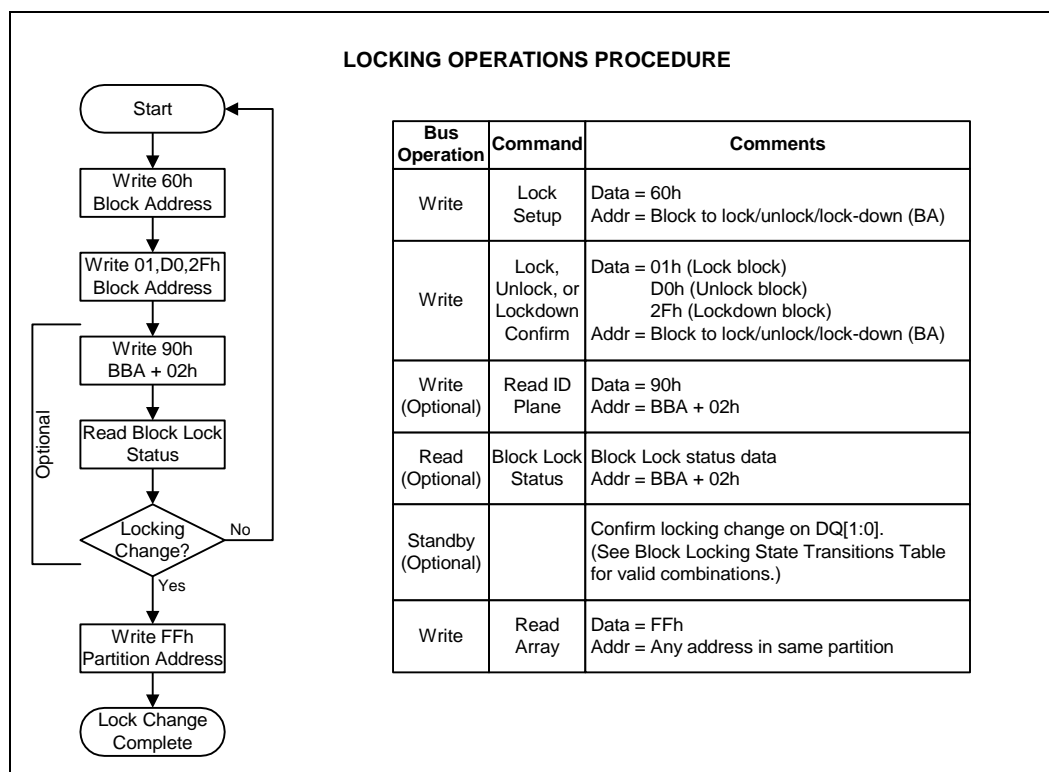 LOCKING OPERATIONS PROCEDURE
Start
Write 60h
Block Address
Write 01,D0,2Fh
Block Address
Optional
Write 90h
BBA + 02h
Read Block Lock
Status
Locking
Change?
No
Yes
Write FFh
Partition Address
Lock Change
Complete
Bus
Operation
Command
Comments
Write
Lock
Setup
Data = 60h
Addr = Block to lock/unlock/lock-down (BA)
Write
Lock,
Unlock, or
Lockdown
Confirm
Data = 01h (Lock block)
D0h (Unlock block)
2Fh (Lockdown block)
Addr = Block to lock/unlock/lock-down (BA)
Write
(Optional)
Read ID
Plane
Data = 90h
Addr = BBA + 02h
Read
(Optional)
Block Lock
Status
Block Lock status data
Addr = BBA + 02h
Standby
(Optional)
Confirm locking change on DQ[1:0].
(See Block Locking State Transitions Table
for valid combinations.)
Write
Read
Array
Data = FFh
Addr = Any address in same partition